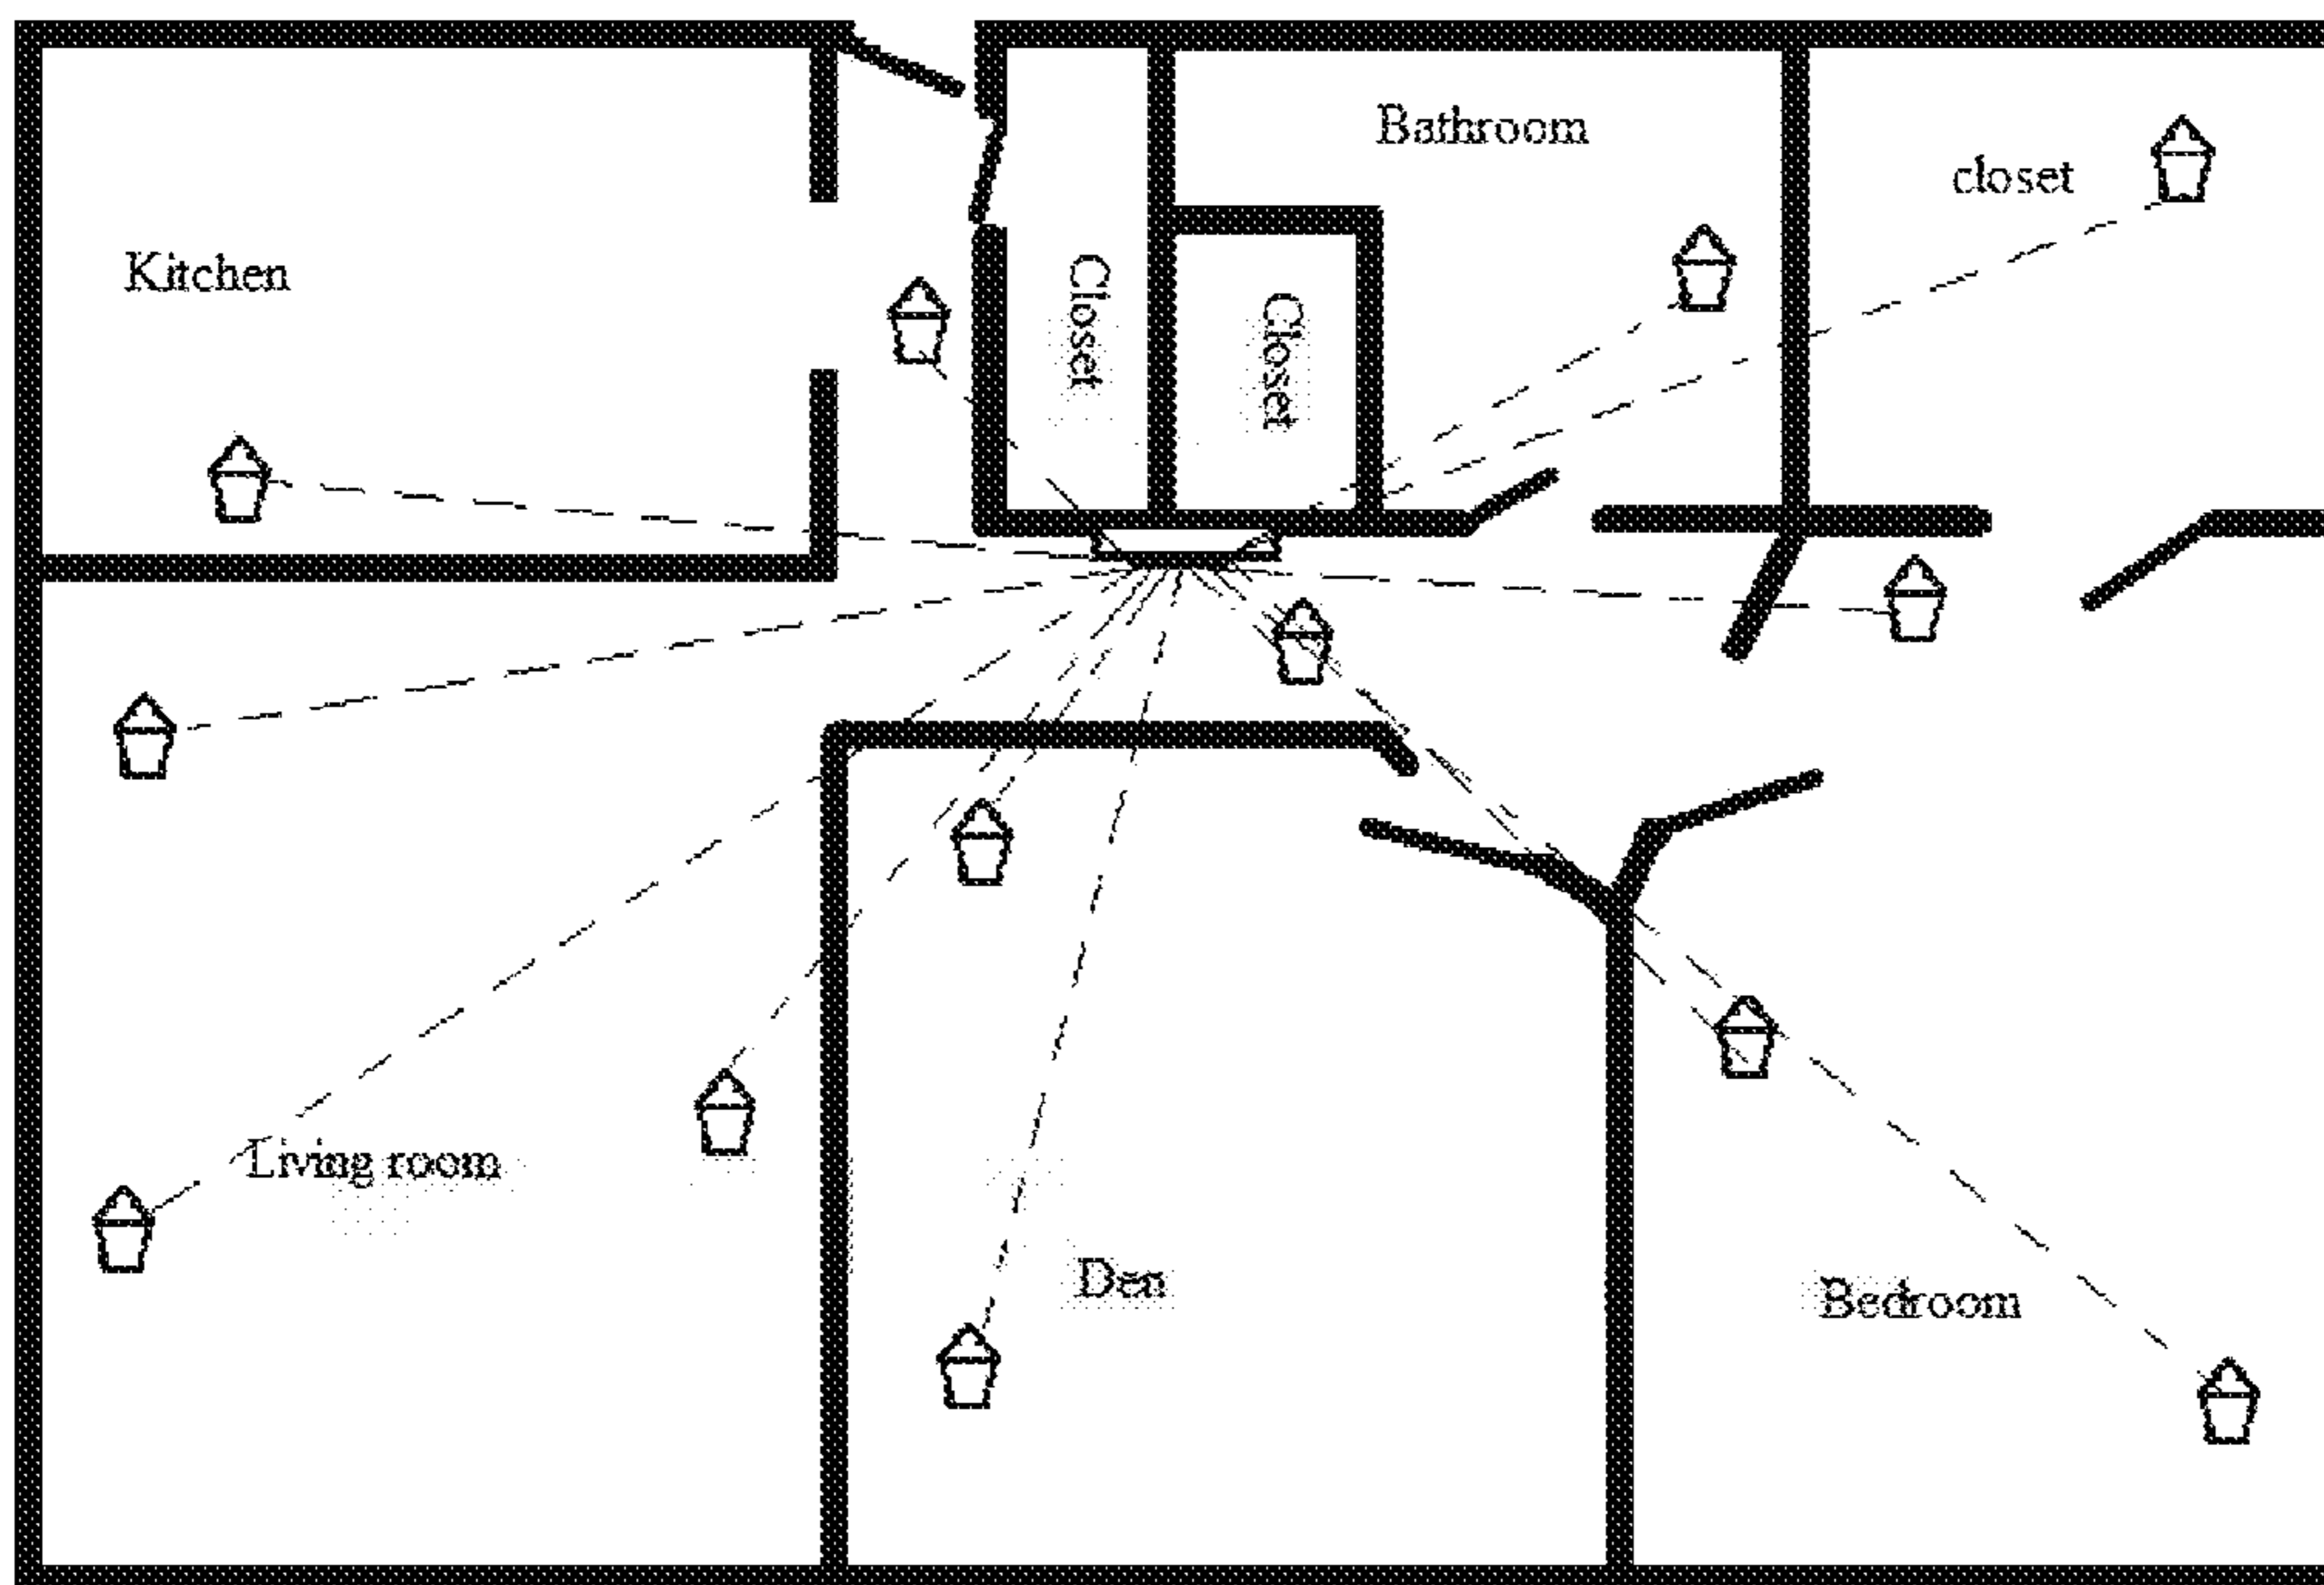 Bathroom
closet
Kitchen
Closet
Closet
Living room
Den
Bedroom